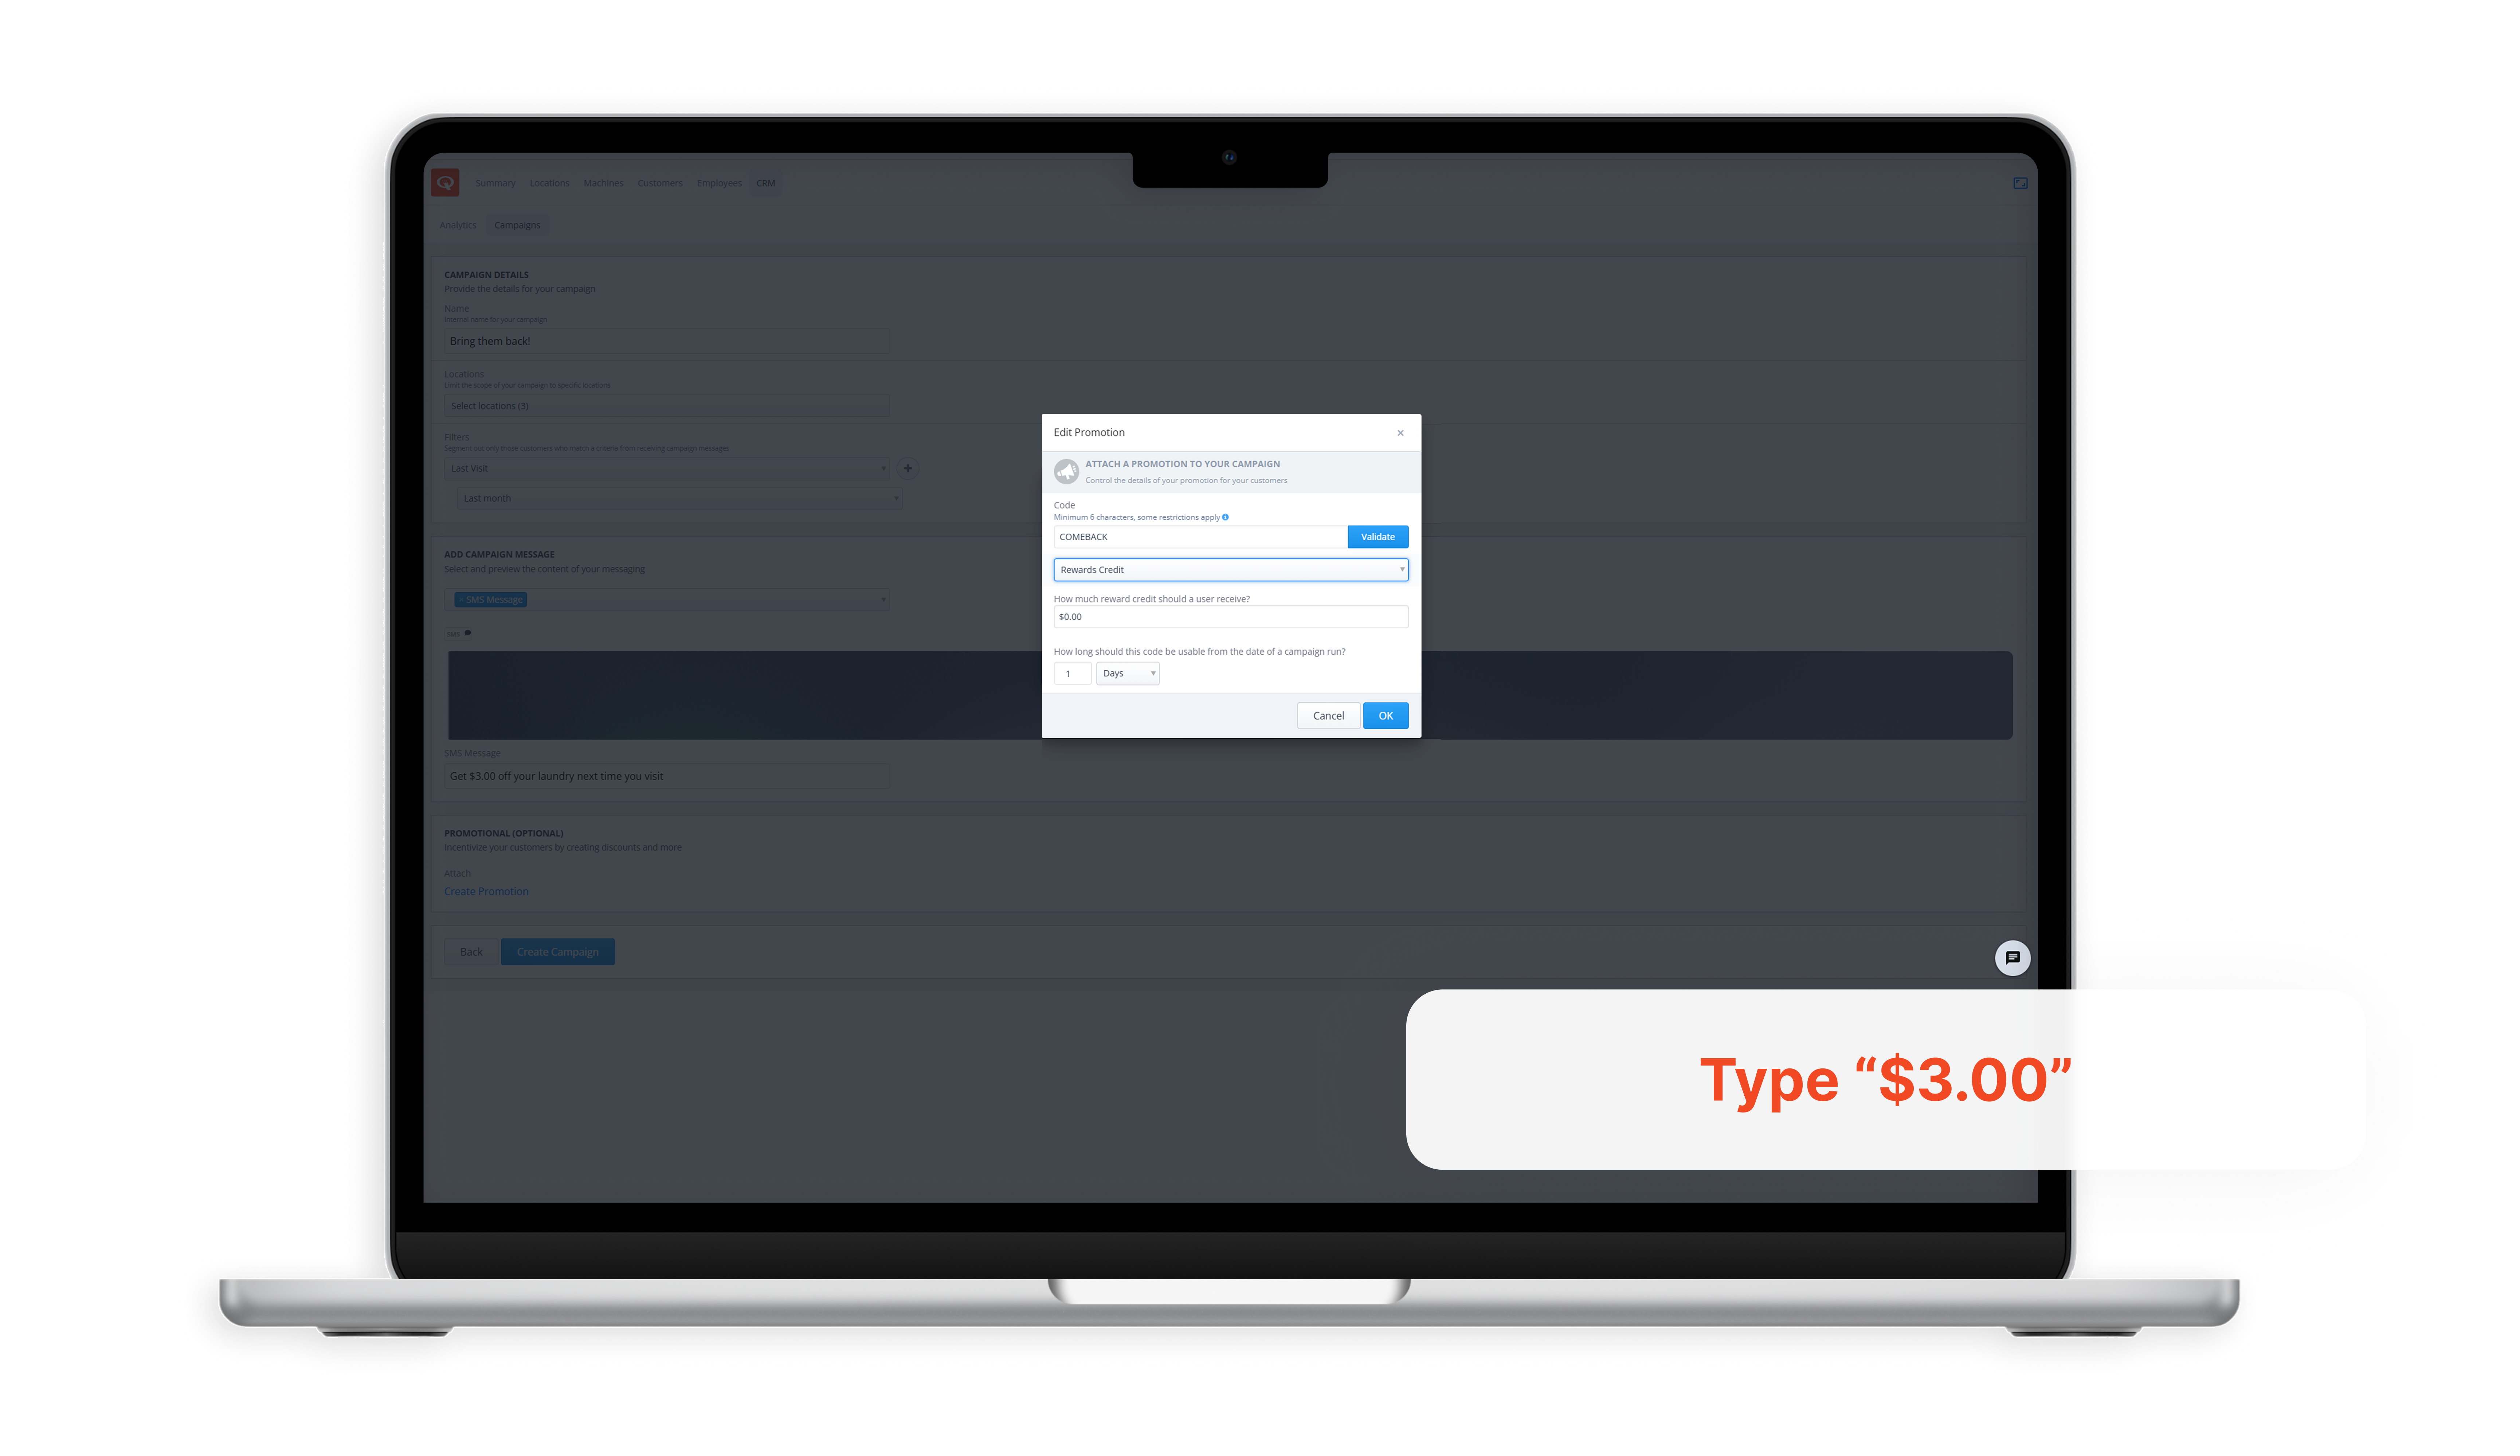 Summary Locations Machines Customers Employees CRM
Analytics Campaigns
CAMPAIGN DETAILS
Provide the details for your campaign
Name
Internal name for your campaign
Bring them back!
Locations
Limit the scope of your campaign to specific locations
Select locations (3)
Filters
Segment out only those customers who match a criteria from receiving campaign messages
Last Visit
Last month
ADD CAMPAIGN MESSAGE
Select and preview the content of your messaging
× SMS Message
SMS
SMS Message
Get $3.00 off your laundry next time you visit
PROMOTIONAL (OPTIONAL)
Incentivize your customers by creating discounts and more
Attach
Create Promotion
Back Create Campaign
Edit Promotion ×
ATTACH A PROMOTION TO YOUR CAMPAIGN
Control the details of your promotion for your customers
Code
Minimum 6 characters, some restrictions apply
COMEBACK Validate
Rewards Credit
How much reward credit should a user receive?
$0.00
How long should this code be usable from the date of a campaign run?
1 Days
Cancel OK
Type “$3.00”